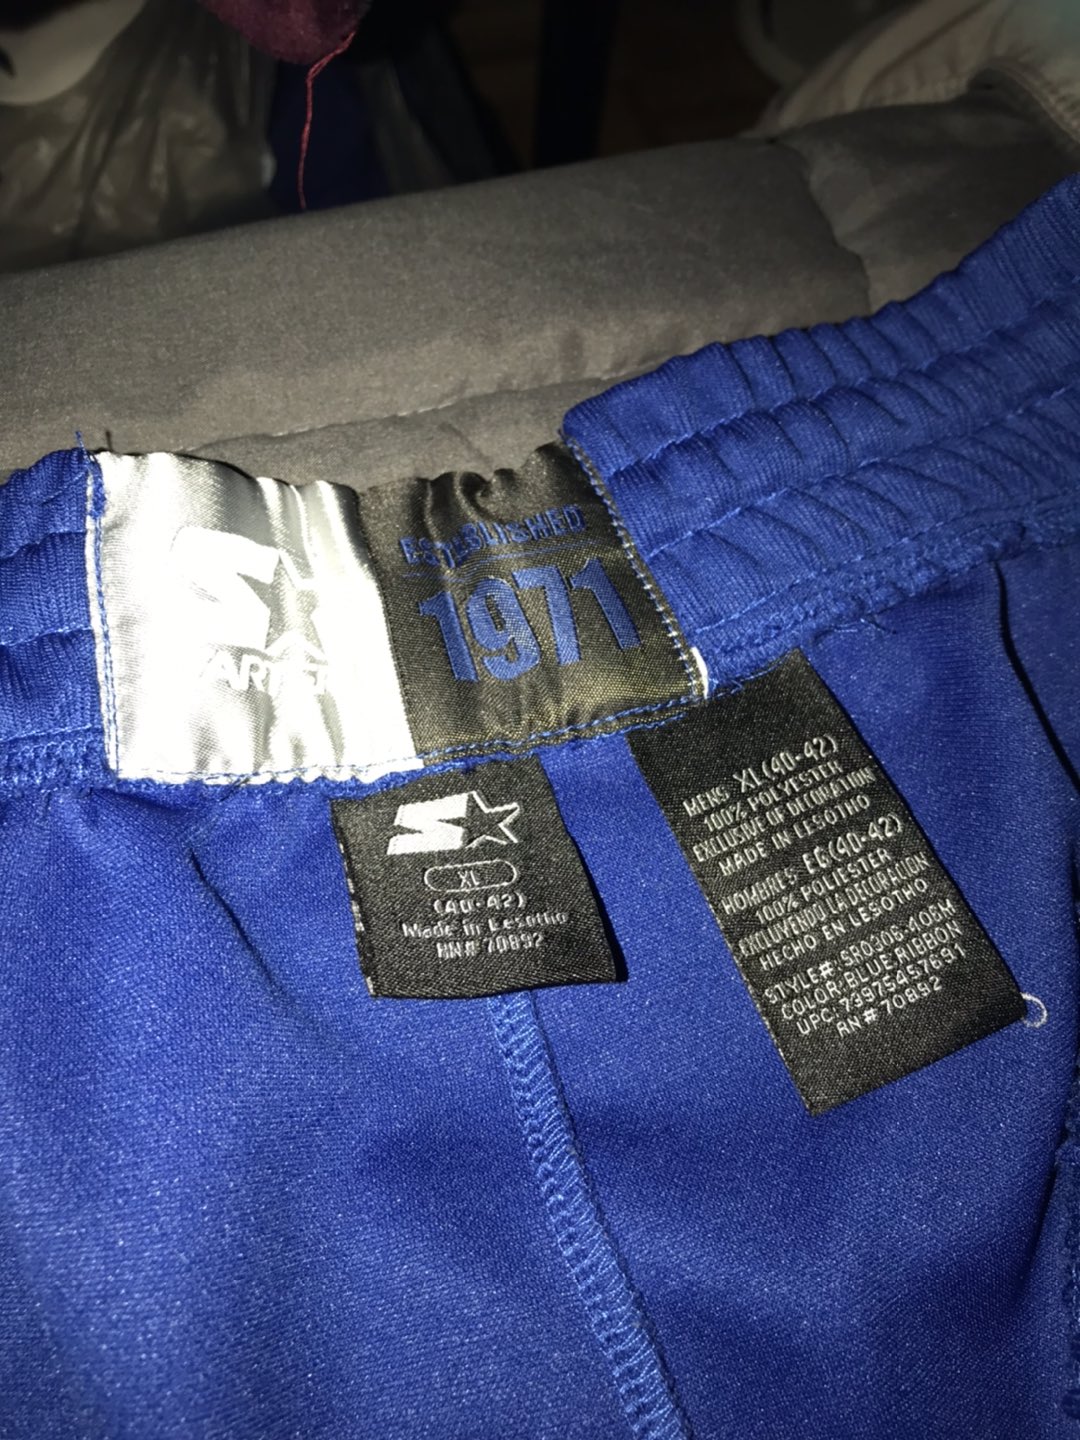 STARTER
ESTABLISHED
1971
XL
(40-42)
Made in Lesotho
RN# 70892
MENS XL(40-42)
100% POLYESTER
EXCLUSIVE OF DECORATION
MADE IN LESOTHO
HOMBRES- EG(40-42)
100% POLIESTER
EXCLUYENDO LA DECORACION
HECHO EN LESOTHO
STYLE#: SR0306-406M
COLOR: BLUE RIBBON
UPC: 73975457691
RN# 70892